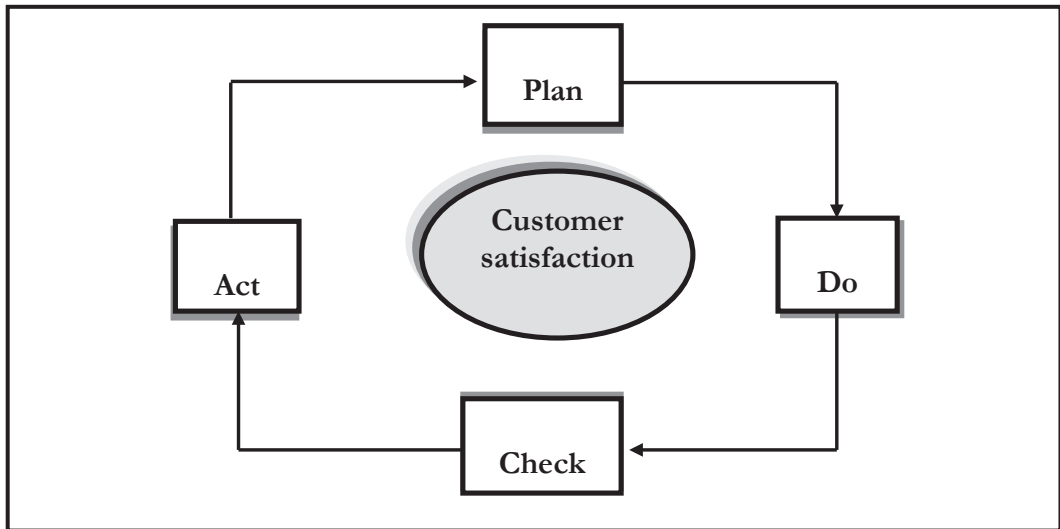 Plan
Customer
satisfaction
Act
Do
Check